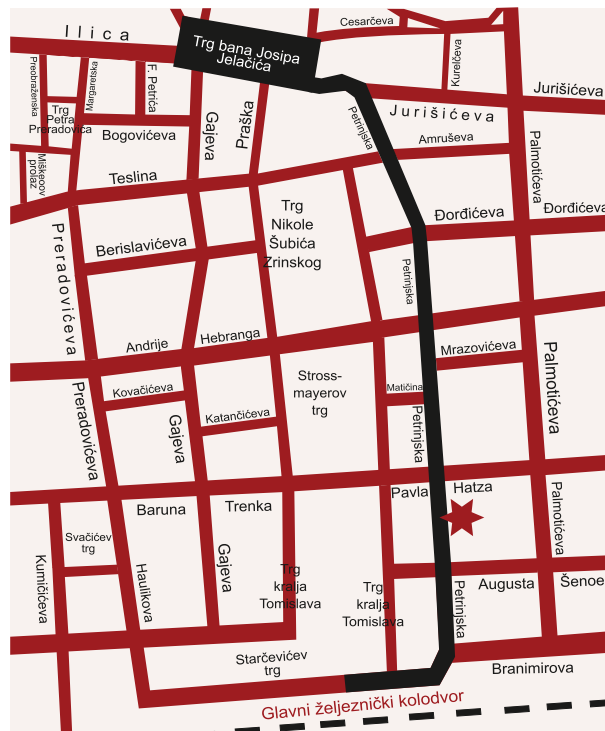 Ilica
Cesarčeva
Trg bana Josipa
Jelačića
Kurelčeva
Preobraženska
Margaretska
F. Petrića
Jurišićeva
Trg
Petra
Preradovića
Gajeva
Praška
Petrinjska
Jurišićeva
Bogovićeva
Amruševa
Palmotićeva
Miškecov
prolaz
Teslina
Trg
Nikole
Šubića
Zrinskog
Đorđićeva
Đorđićeva
Preradovićeva
Berislavićeva
Petrinjska
Andrije
Hebranga
Mrazovićeva
Palmotićeva
Stross-
mayerov
trg
Matičina
Kovačićeva
Preradovićeva
Katančićeva
Gajeva
Petrinjska
Pavla
Hatza
Baruna
Trenka
Palmotićeva
Svačićev
trg
Kumičićeva
Haulikova
Gajeva
Trg
kralja
Tomislava
Trg
kralja
Tomislava
Petrinjska
Augusta
Šenoe
Starčevićev
trg
Branimirova
Glavni željeznički kolodvor